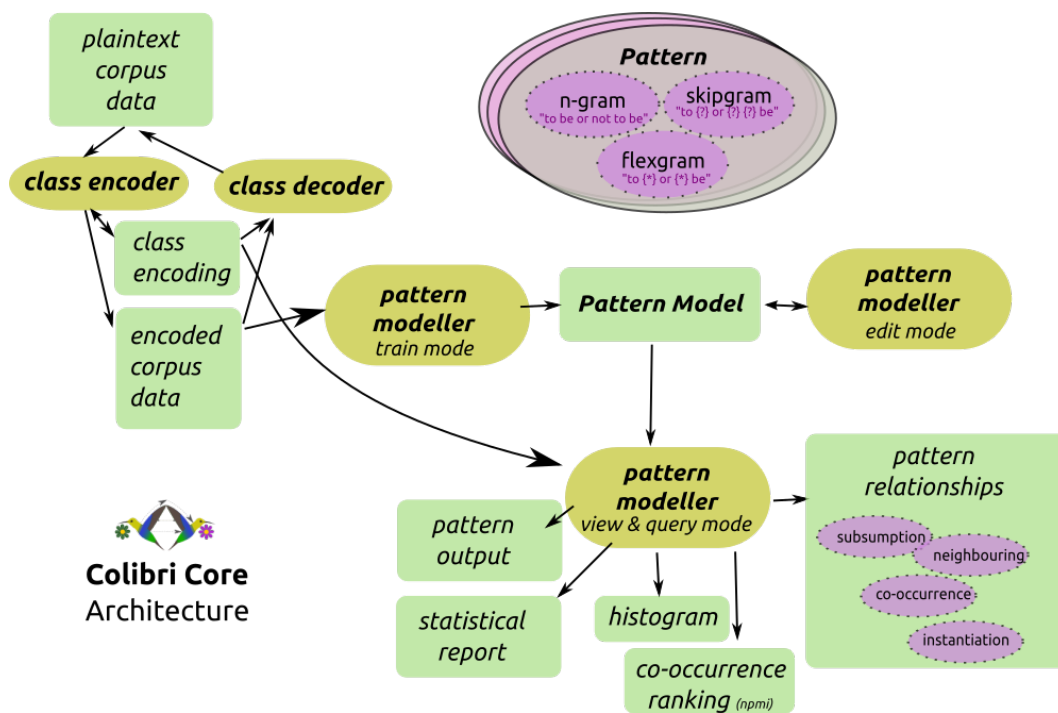 plaintext
corpus
data
Pattern
n-gram
"to be or not to be"
skipgram
"to {?} or {?} {?} be"
flexgram
"to {*} or {*} be"
class encoder
class decoder
class
encoding
encoded
corpus
data
pattern
modeller
train mode
Pattern Model
pattern
modeller
edit mode
pattern
modeller
view & query mode
pattern
relationships
subsumption
neighbouring
co-occurrence
instantiation
pattern
output
statistical
report
histogram
co-occurrence
ranking (npmi)
Colibri Core
Architecture